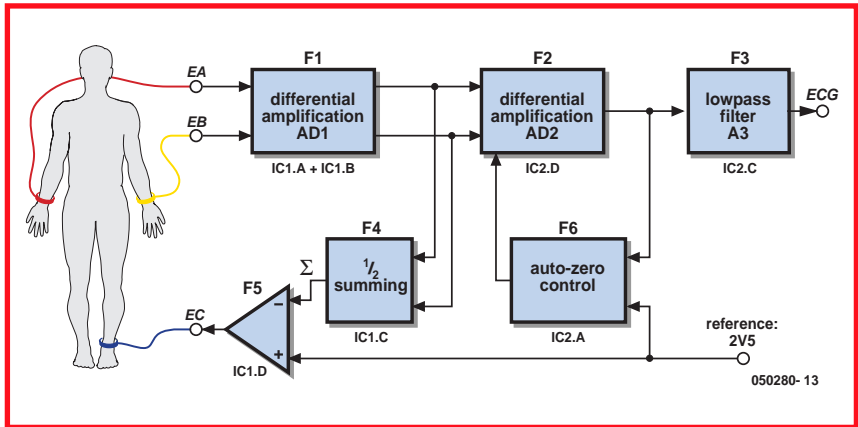 EA
EB
F1
differential
amplification
AD1
IC1.A + IC1.B
F2
differential
amplification
AD2
IC2.D
F3
lowpass
filter
A3
IC2.C
ECG
F4
1/2
summing
IC1.C
Σ
F5
−
+
IC1.D
EC
F6
auto-zero
control
IC2.A
reference:
2V5
050280- 13